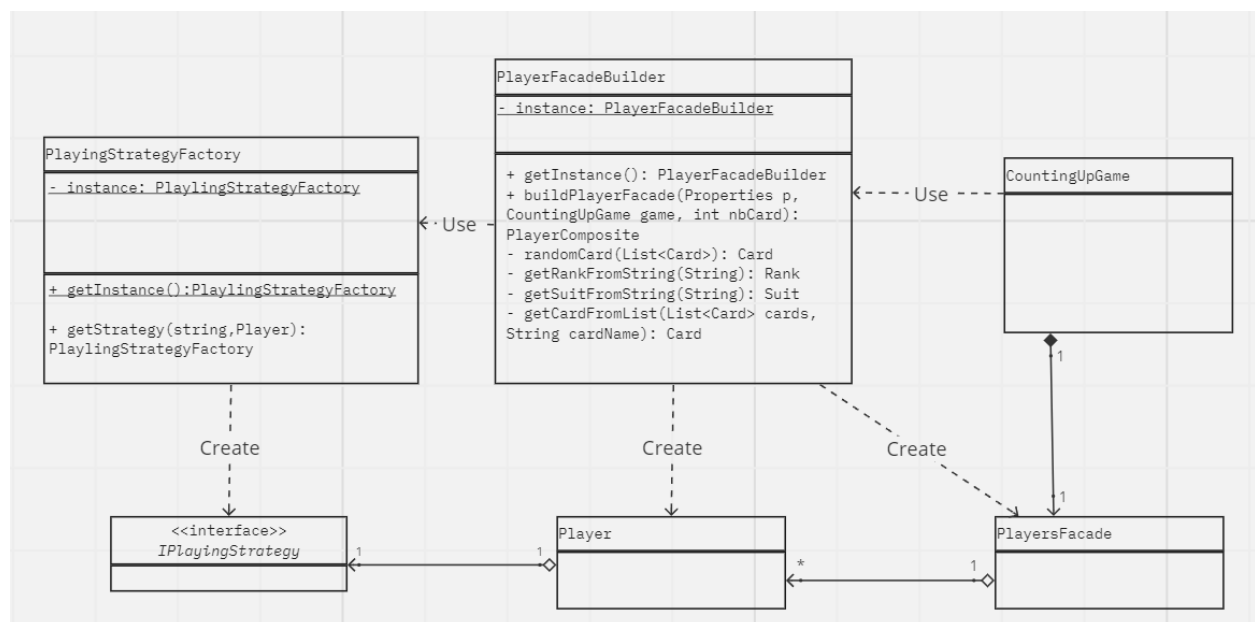 PlayerFacadeBuilder
- instance: PlayerFacadeBuilder
+ getInstance(): PlayerFacadeBuilder
+ buildPlayerFacade(Properties p,
CountingUpGame game, int nbCard):
PlayerComposite
- randomCard(List<Card>): Card
- getRankFromString(String): Rank
- getSuitFromString(String): Suit
- getCardFromList(List<Card> cards,
String cardName): Card
PlayingStrategyFactory
- instance: PlaylingStrategyFactory
+ getInstance():PlaylingStrategyFactory
+ getStrategy(string,Player):
PlaylingStrategyFactory
CountingUpGame
Use
Use
1
1
Create
Create
Create
<<interface>>
IPlayingStrategy
1
1
Player
*
1
PlayersFacade